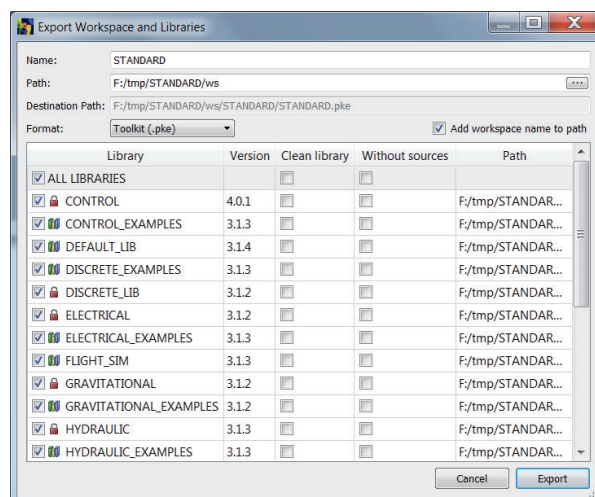 Export Workspace and Libraries
Name: STANDARD
Path: F:/tmp/STANDARD/ws ...
Destination Path: F:/tmp/STANDARD/ws/STANDARD/STANDARD.pke
Format: Toolkit (.pke) Add workspace name to path
Library Version Clean library Without sources Path
ALL LIBRARIES
CONTROL 4.0.1 F:/tmp/STANDAR...
CONTROL_EXAMPLES 3.1.3 F:/tmp/STANDAR...
DEFAULT_LIB 3.1.4 F:/tmp/STANDAR...
DISCRETE_EXAMPLES 3.1.3 F:/tmp/STANDAR...
DISCRETE_LIB 3.1.2 F:/tmp/STANDAR...
ELECTRICAL 3.1.2 F:/tmp/STANDAR...
ELECTRICAL_EXAMPLES 3.1.3 F:/tmp/STANDAR...
FLIGHT_SIM 3.1.3 F:/tmp/STANDAR...
GRAVITATIONAL 3.1.2 F:/tmp/STANDAR...
GRAVITATIONAL_EXAMPLES 3.1.2 F:/tmp/STANDAR...
HYDRAULIC 3.1.3 F:/tmp/STANDAR...
HYDRAULIC_EXAMPLES 3.1.3 F:/tmp/STANDAR...
Cancel Export